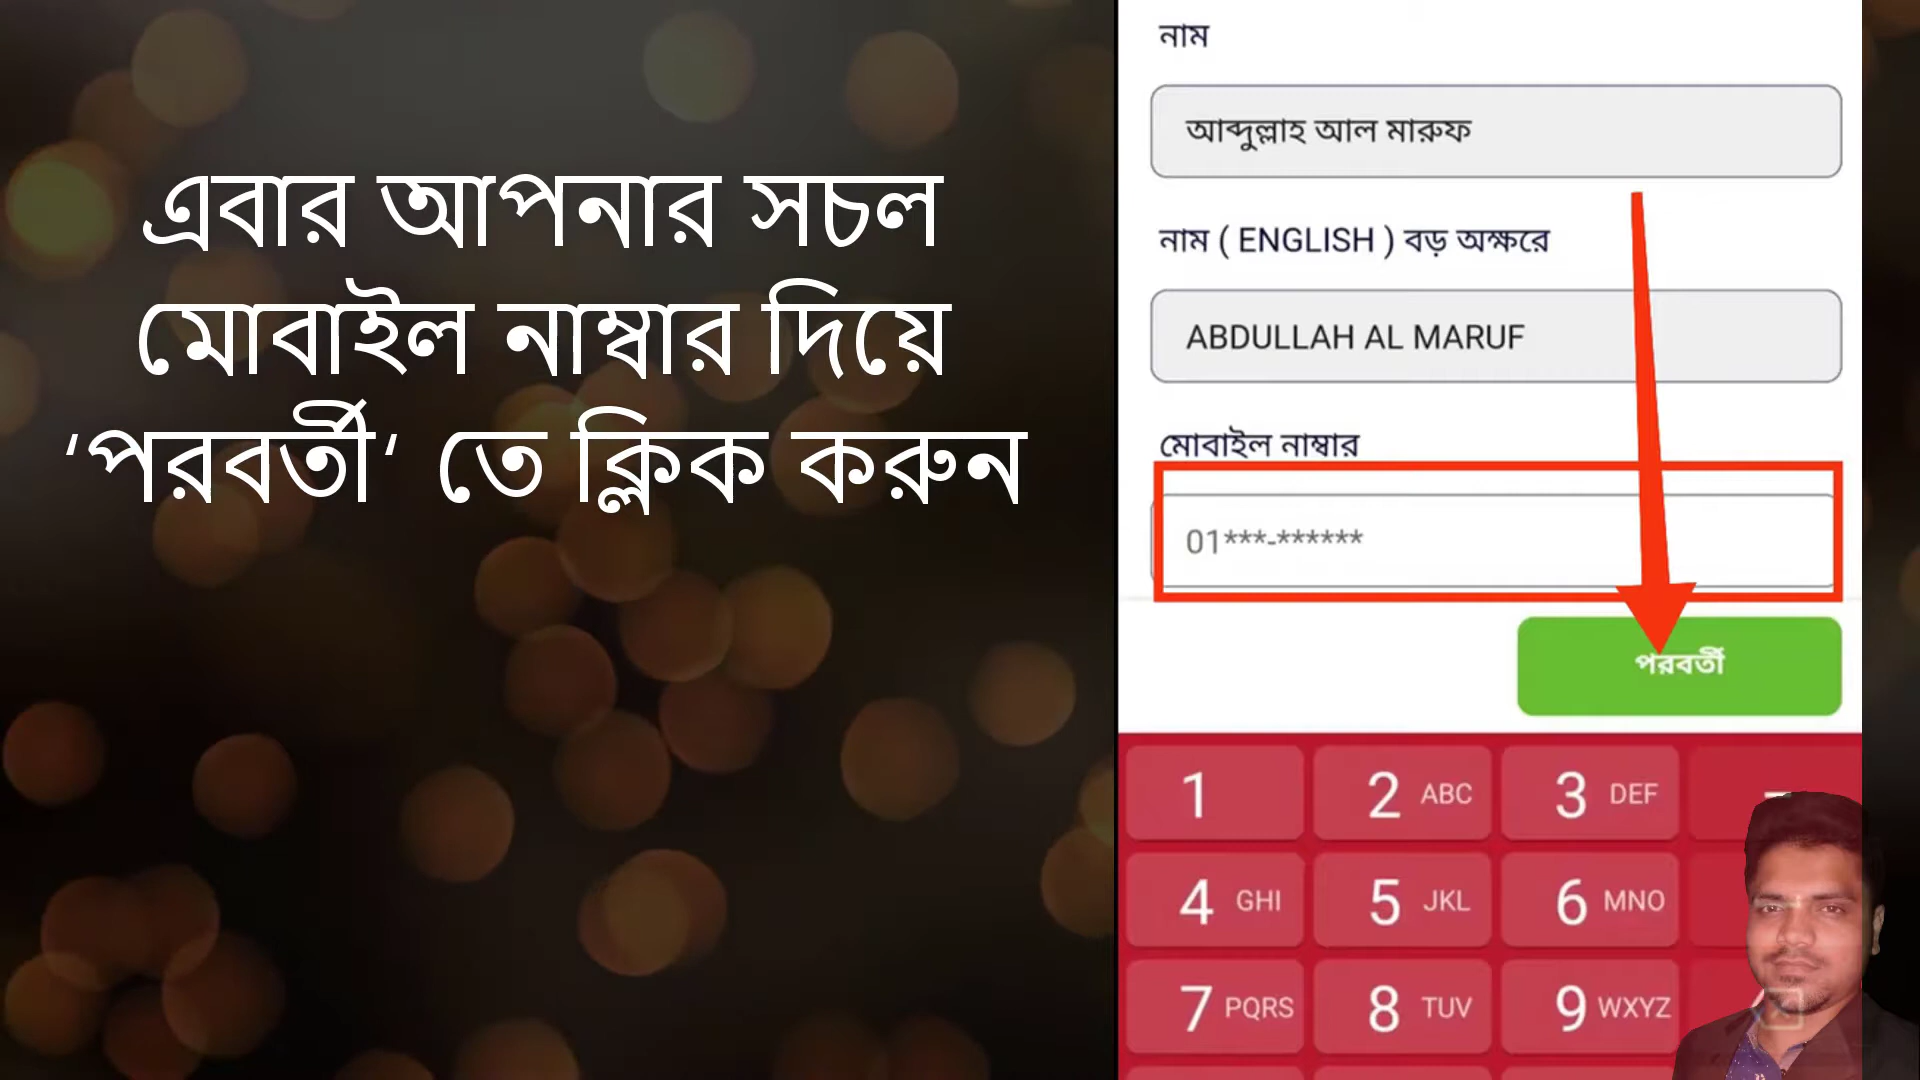 এবার আপনার সচল
মোবাইল নাম্বার দিয়ে
‘পরবর্তী‘ তে ক্লিক করুন
নাম
আব্দুল্লাহ আল মারুফ
নাম ( ENGLISH ) বড় অক্ষরে
ABDULLAH AL MARUF
মোবাইল নাম্বার
01***-******
পরবর্তী
1 2 ABC 3 DEF
4 GHI 5 JKL 6 MNO
7 PQRS 8 TUV 9 WXYZ